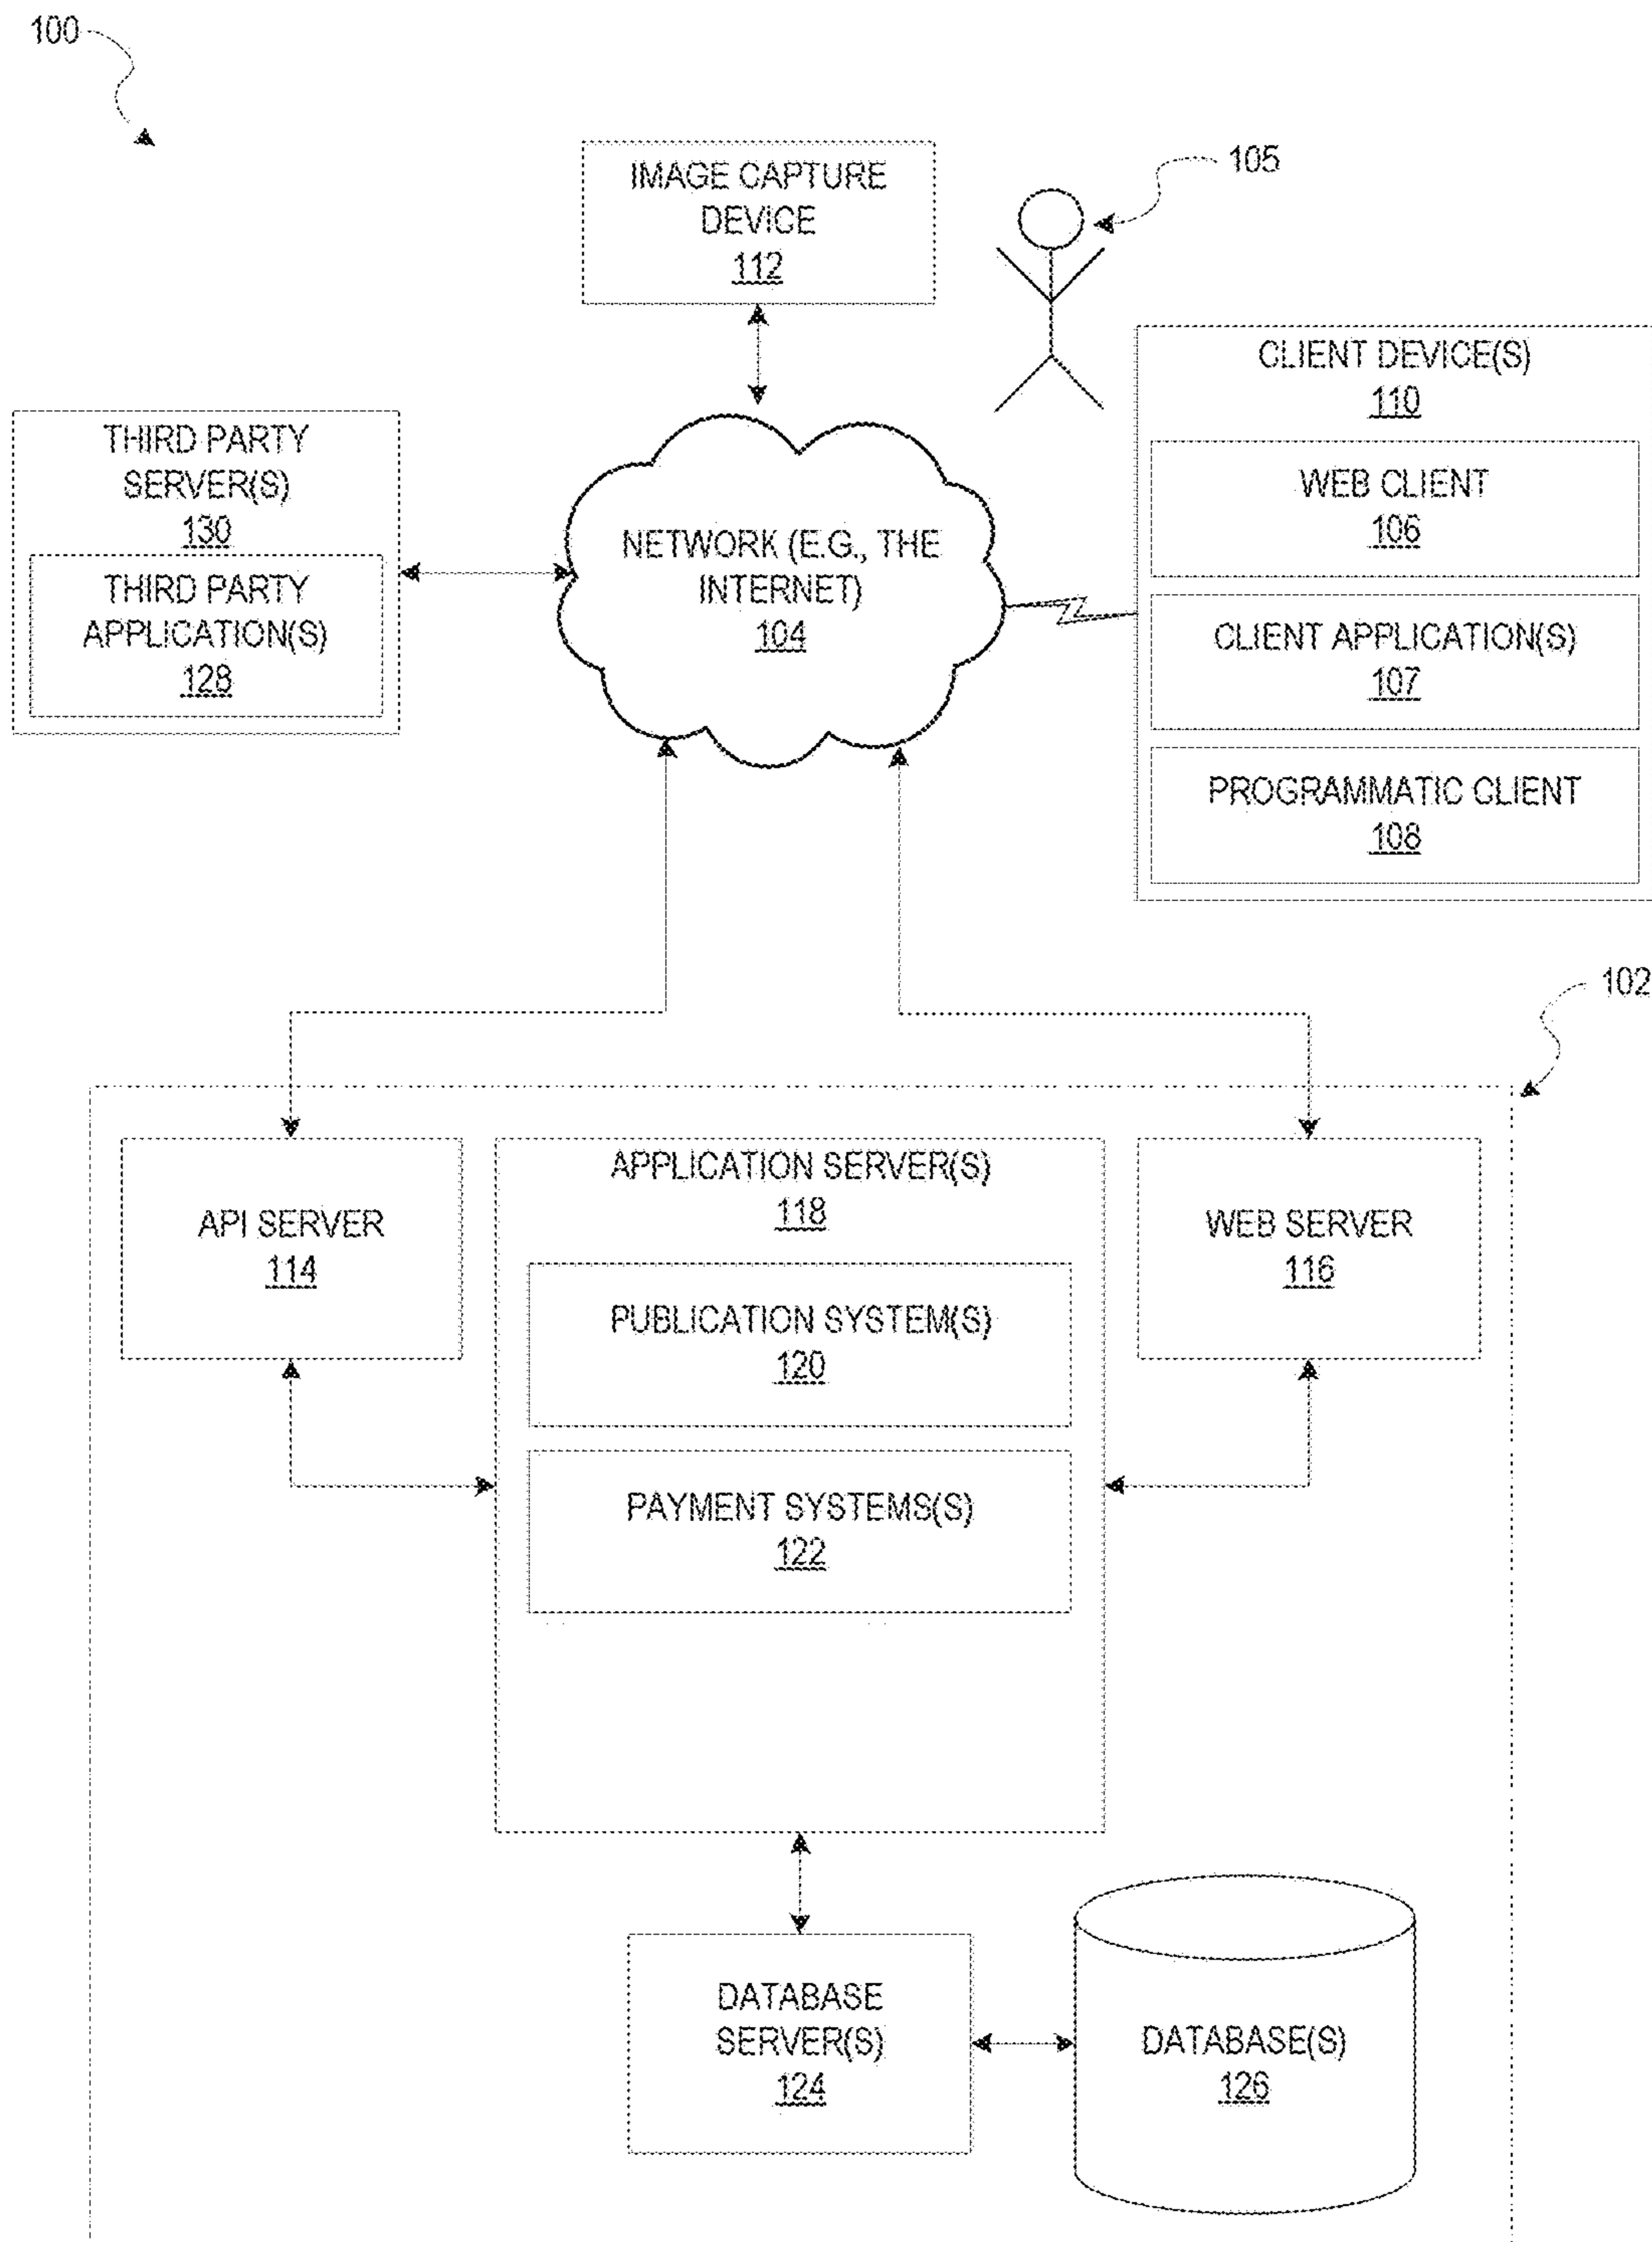 100
IMAGE CAPTURE
DEVICE
112
105
CLIENT DEVICE(S)
110
WEB CLIENT
106
CLIENT APPLICATION(S)
107
PROGRAMMATIC CLIENT
108
THIRD PARTY
SERVER(S)
130
THIRD PARTY
APPLICATION(S)
128
NETWORK (E.G., THE
INTERNET)
104
102
API SERVER
114
APPLICATION SERVER(S)
118
PUBLICATION SYSTEM(S)
120
PAYMENT SYSTEMS(S)
122
WEB SERVER
116
DATABASE
SERVER(S)
124
DATABASE(S)
126